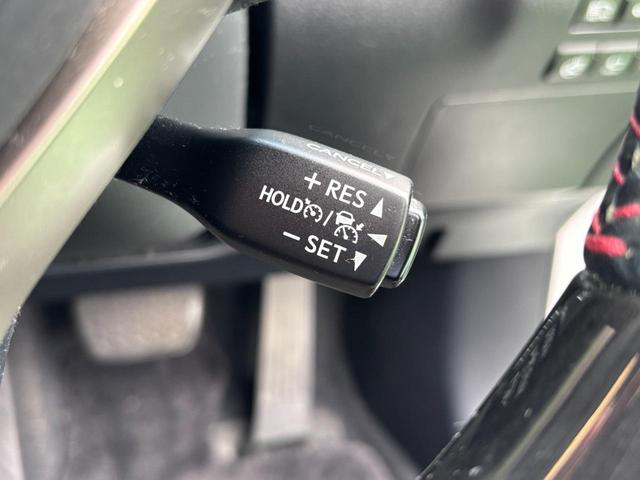 CANCEL▼
+ RES ▲
HOLD /
− SET ▼